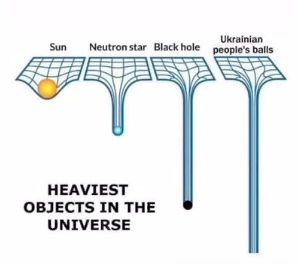 Sun
Neutron star
Black hole
Ukrainian
people's balls
HEAVIEST
OBJECTS IN THE
UNIVERSE